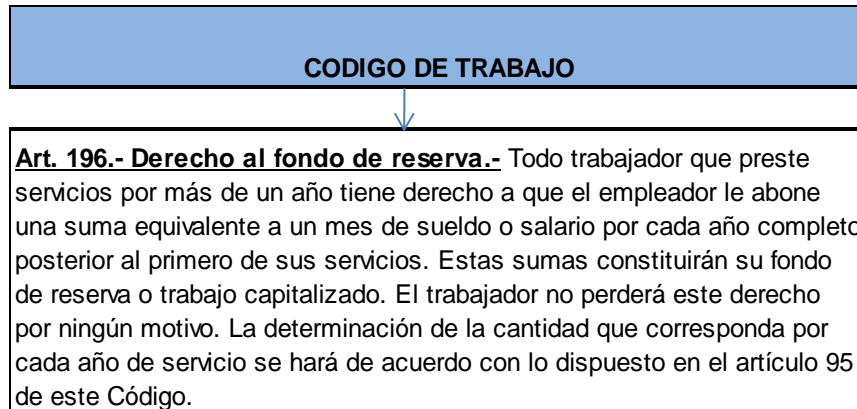 CODIGO DE TRABAJO
Art. 196.- Derecho al fondo de reserva.- Todo trabajador que preste
servicios por más de un año tiene derecho a que el empleador le abone
una suma equivalente a un mes de sueldo o salario por cada año completo
posterior al primero de sus servicios. Estas sumas constituirán su fondo
de reserva o trabajo capitalizado. El trabajador no perderá este derecho
por ningún motivo. La determinación de la cantidad que corresponda por
cada año de servicio se hará de acuerdo con lo dispuesto en el artículo 95
de este Código.